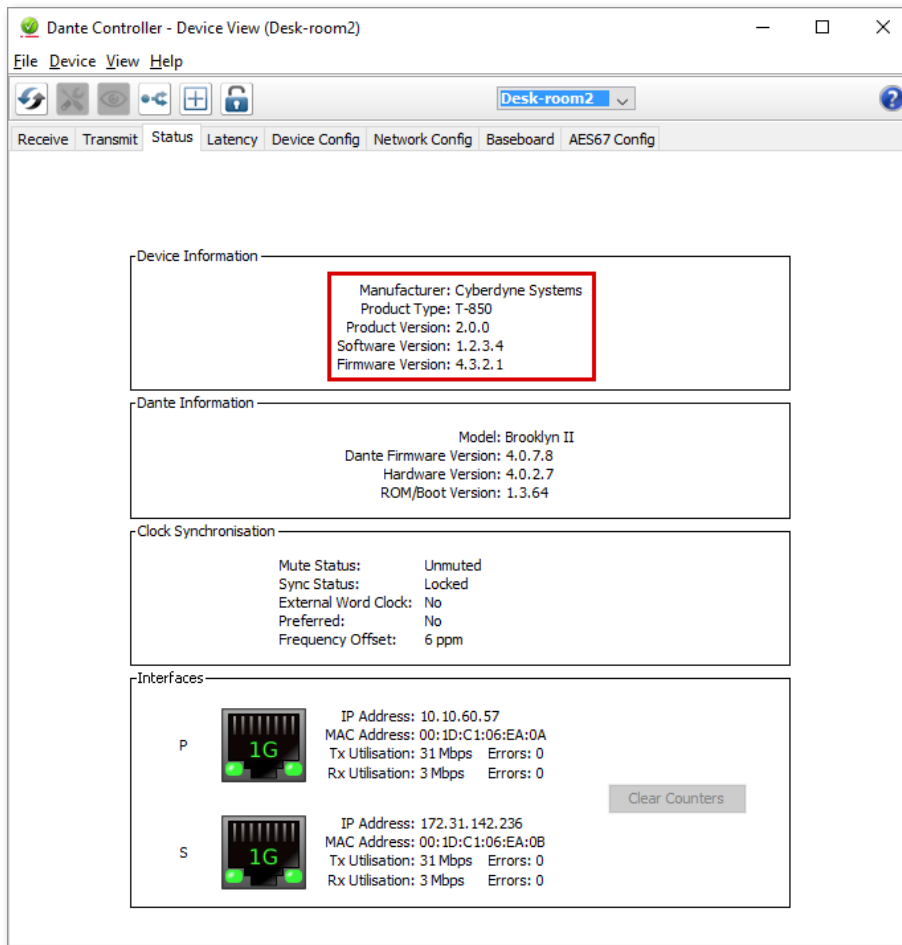 Dante Controller - Device View (Desk-room2)
File Device View Help
Desk-room2
?
Receive Transmit Status Latency Device Config Network Config Baseboard AES67 Config
Device Information
Manufacturer: Cyberdyne Systems
Product Type: T-850
Product Version: 2.0.0
Software Version: 1.2.3.4
Firmware Version: 4.3.2.1
Dante Information
Model: Brooklyn II
Dante Firmware Version: 4.0.7.8
Hardware Version: 4.0.2.7
ROM/Boot Version: 1.3.64
Clock Synchronisation
Mute Status: Unmuted
Sync Status: Locked
External Word Clock: No
Preferred: No
Frequency Offset: 6 ppm
Interfaces
P
1G
IP Address: 10.10.60.57
MAC Address: 00:1D:C1:06:EA:0A
Tx Utilisation: 31 Mbps Errors: 0
Rx Utilisation: 3 Mbps Errors: 0
Clear Counters
S
1G
IP Address: 172.31.142.236
MAC Address: 00:1D:C1:06:EA:0B
Tx Utilisation: 31 Mbps Errors: 0
Rx Utilisation: 3 Mbps Errors: 0